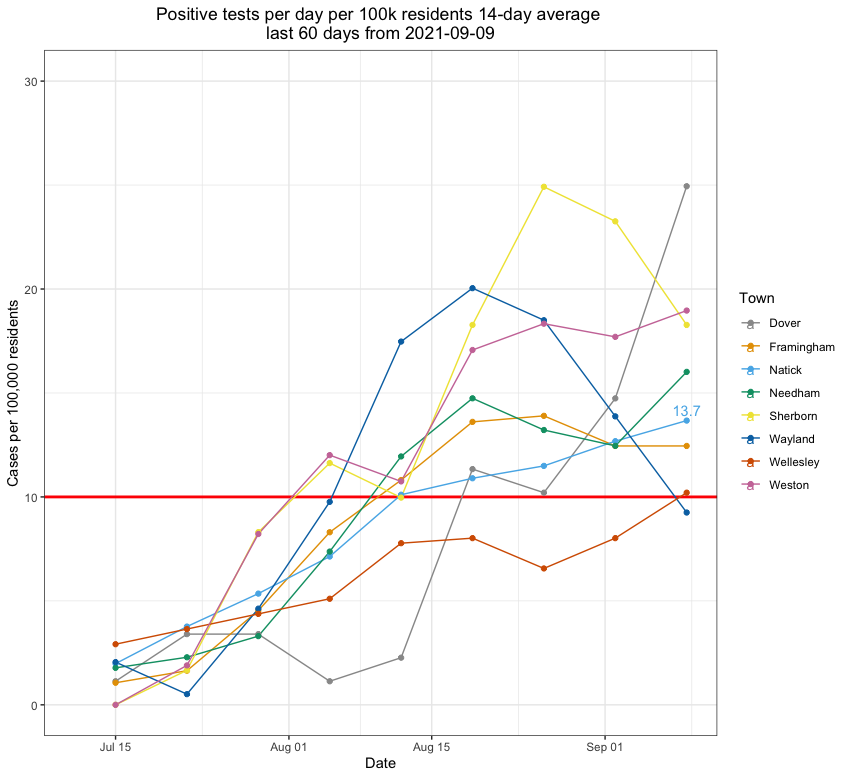 Positive tests per day per 100k residents 14-day average
last 60 days from 2021-09-09
Cases per 100,000 residents
30
20
10
0
13.7
Jul 15
Aug 01
Aug 15
Sep 01
Date
Town
a Dover
a Framingham
a Natick
a Needham
a Sherborn
a Wayland
a Wellesley
a Weston